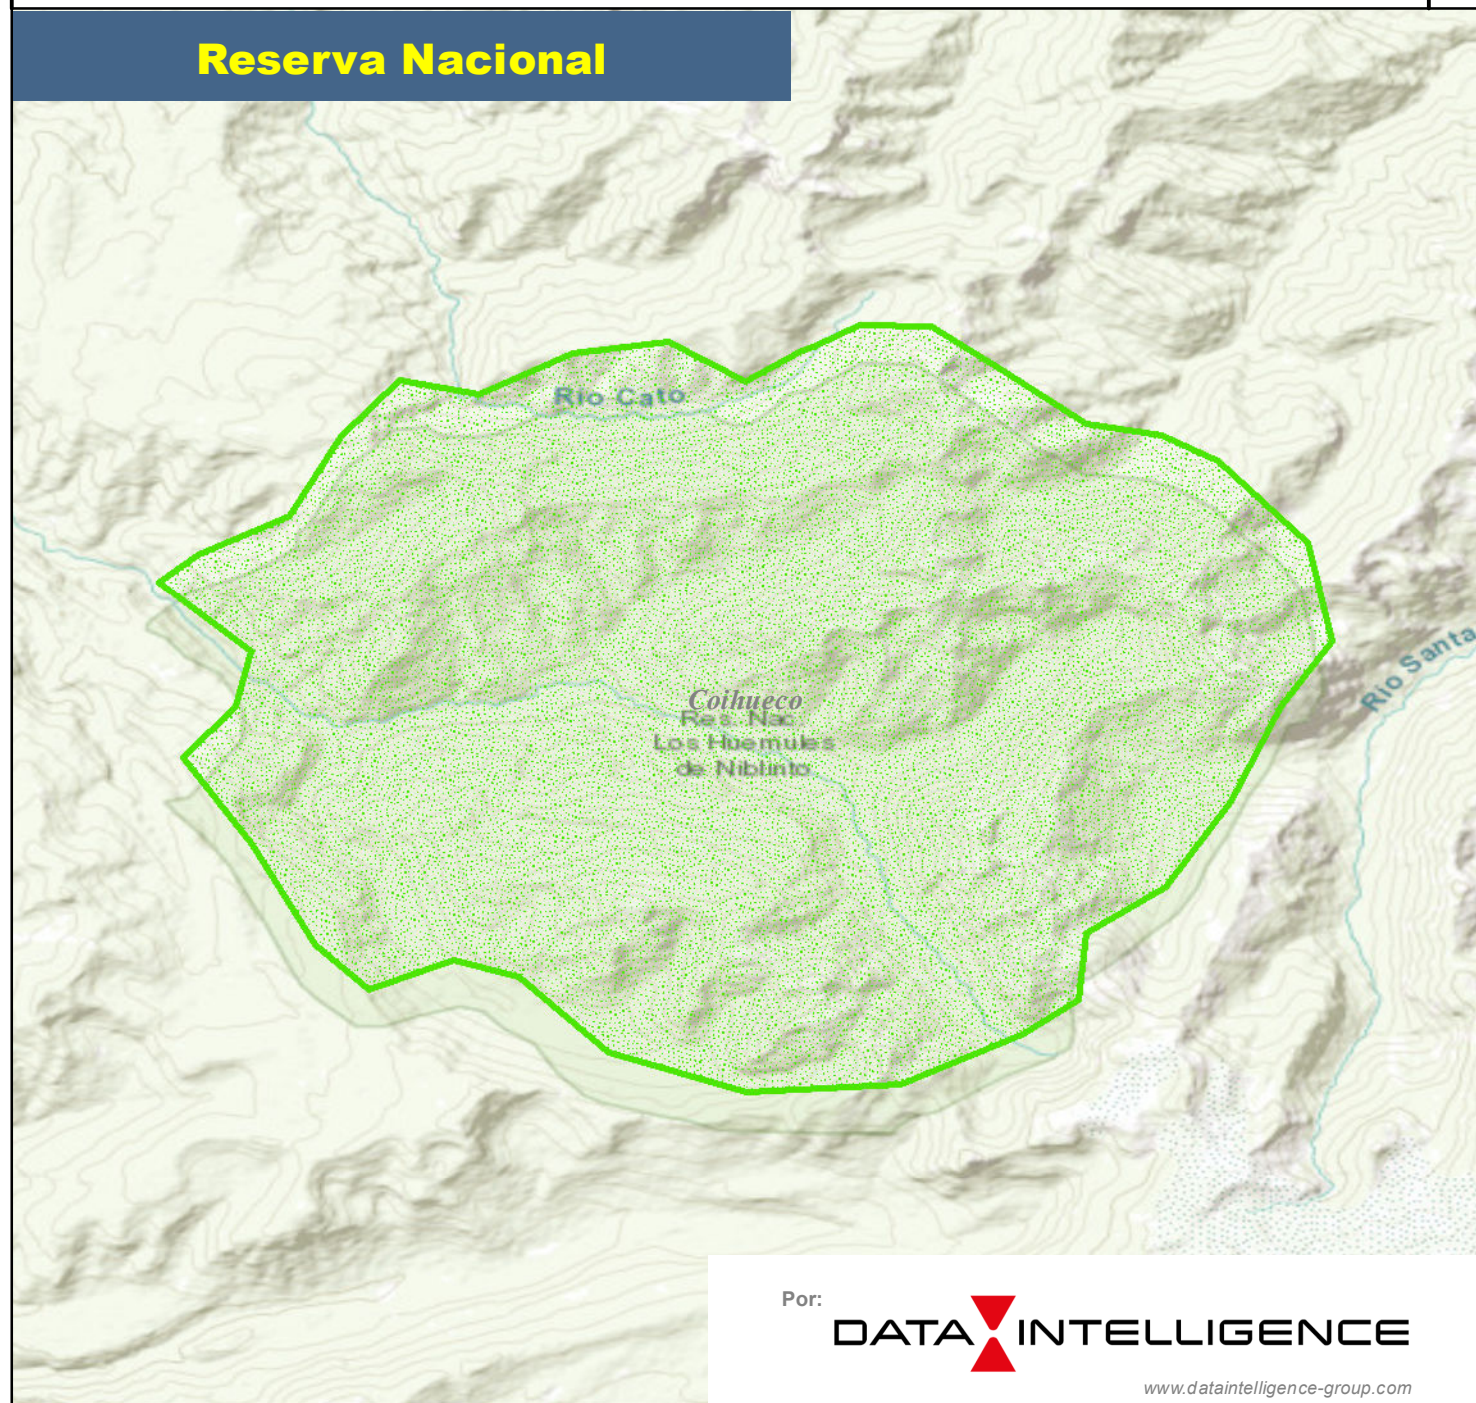 Reserva Nacional
Rio Cato
Rio Santa
Coihueco
Res. Nac.
Los Huemules
de Niblinto
Por:
DATA INTELLIGENCE
www.dataintelligence-group.com